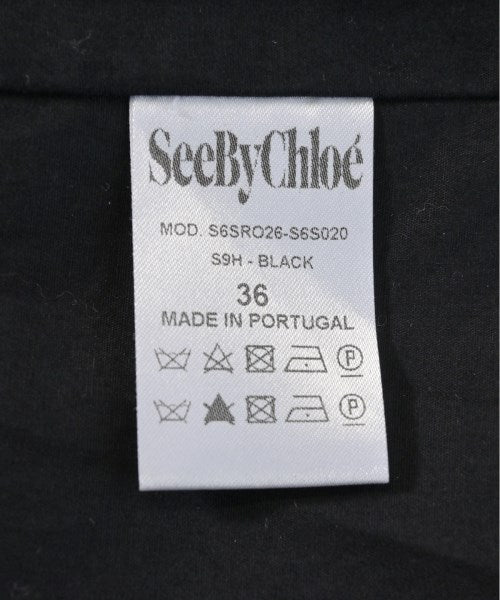 SeeByChloé
MOD. S6SRO26-S6S020
S9H - BLACK
36
MADE IN PORTUGAL
P
P